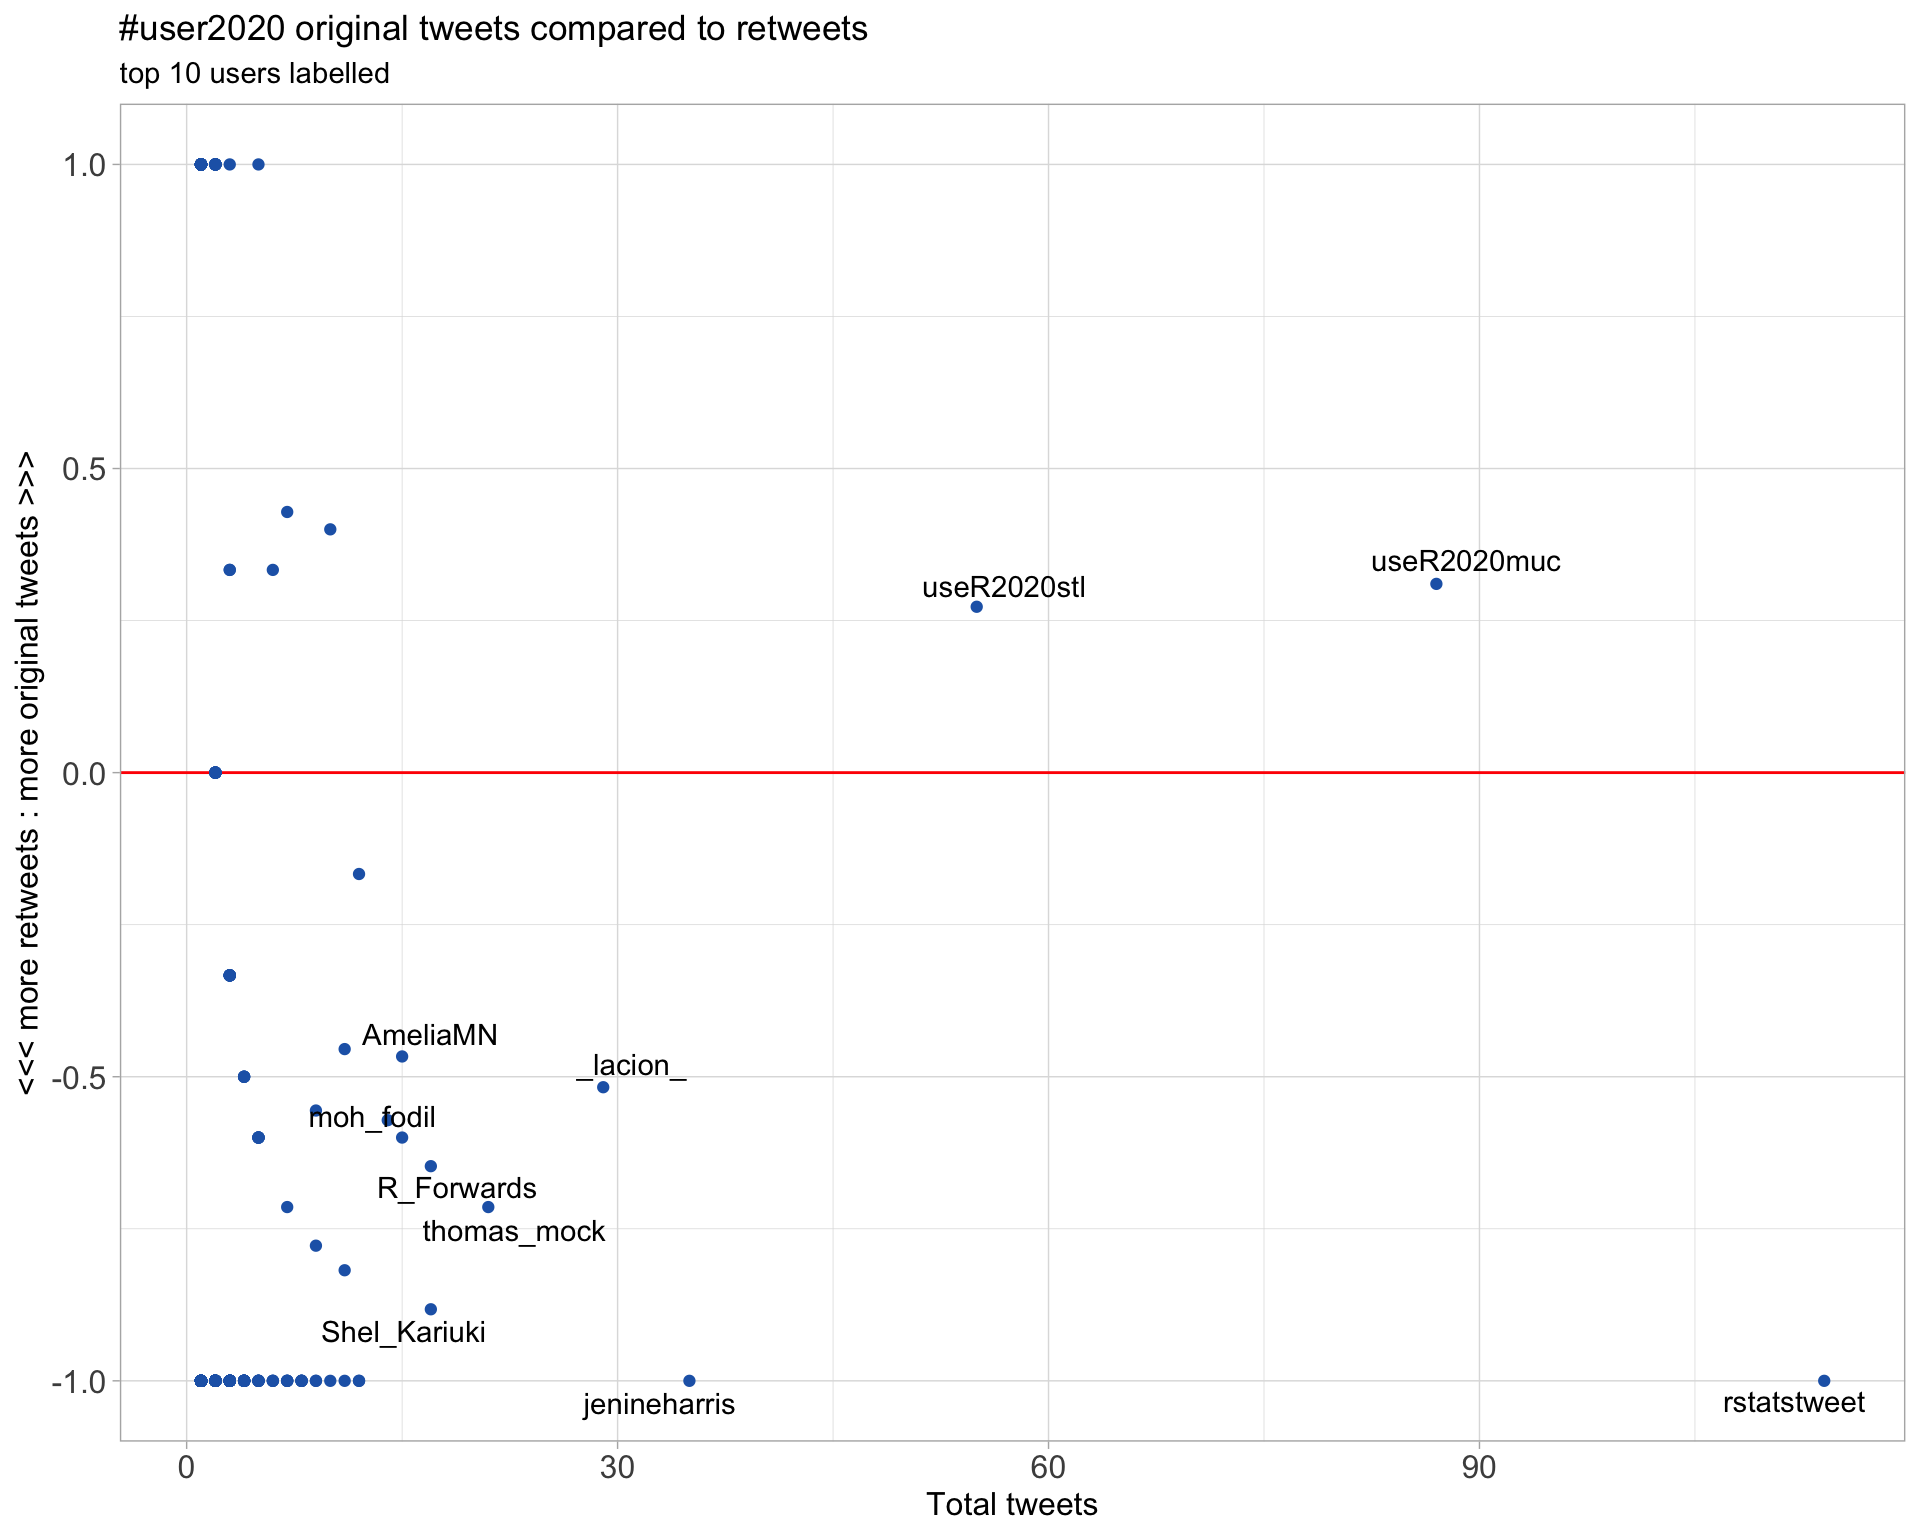 #user2020 original tweets compared to retweets
top 10 users labelled
<<< more retweets : more original tweets >>>
1.0
0.5
0.0
-0.5
-1.0
useR2020muc
useR2020stl
AmeliaMN
_lacion_
moh_fodil
R_Forwards
thomas_mock
Shel_Kariuki
jenineharris
rstatstweet
0
30
60
90
Total tweets